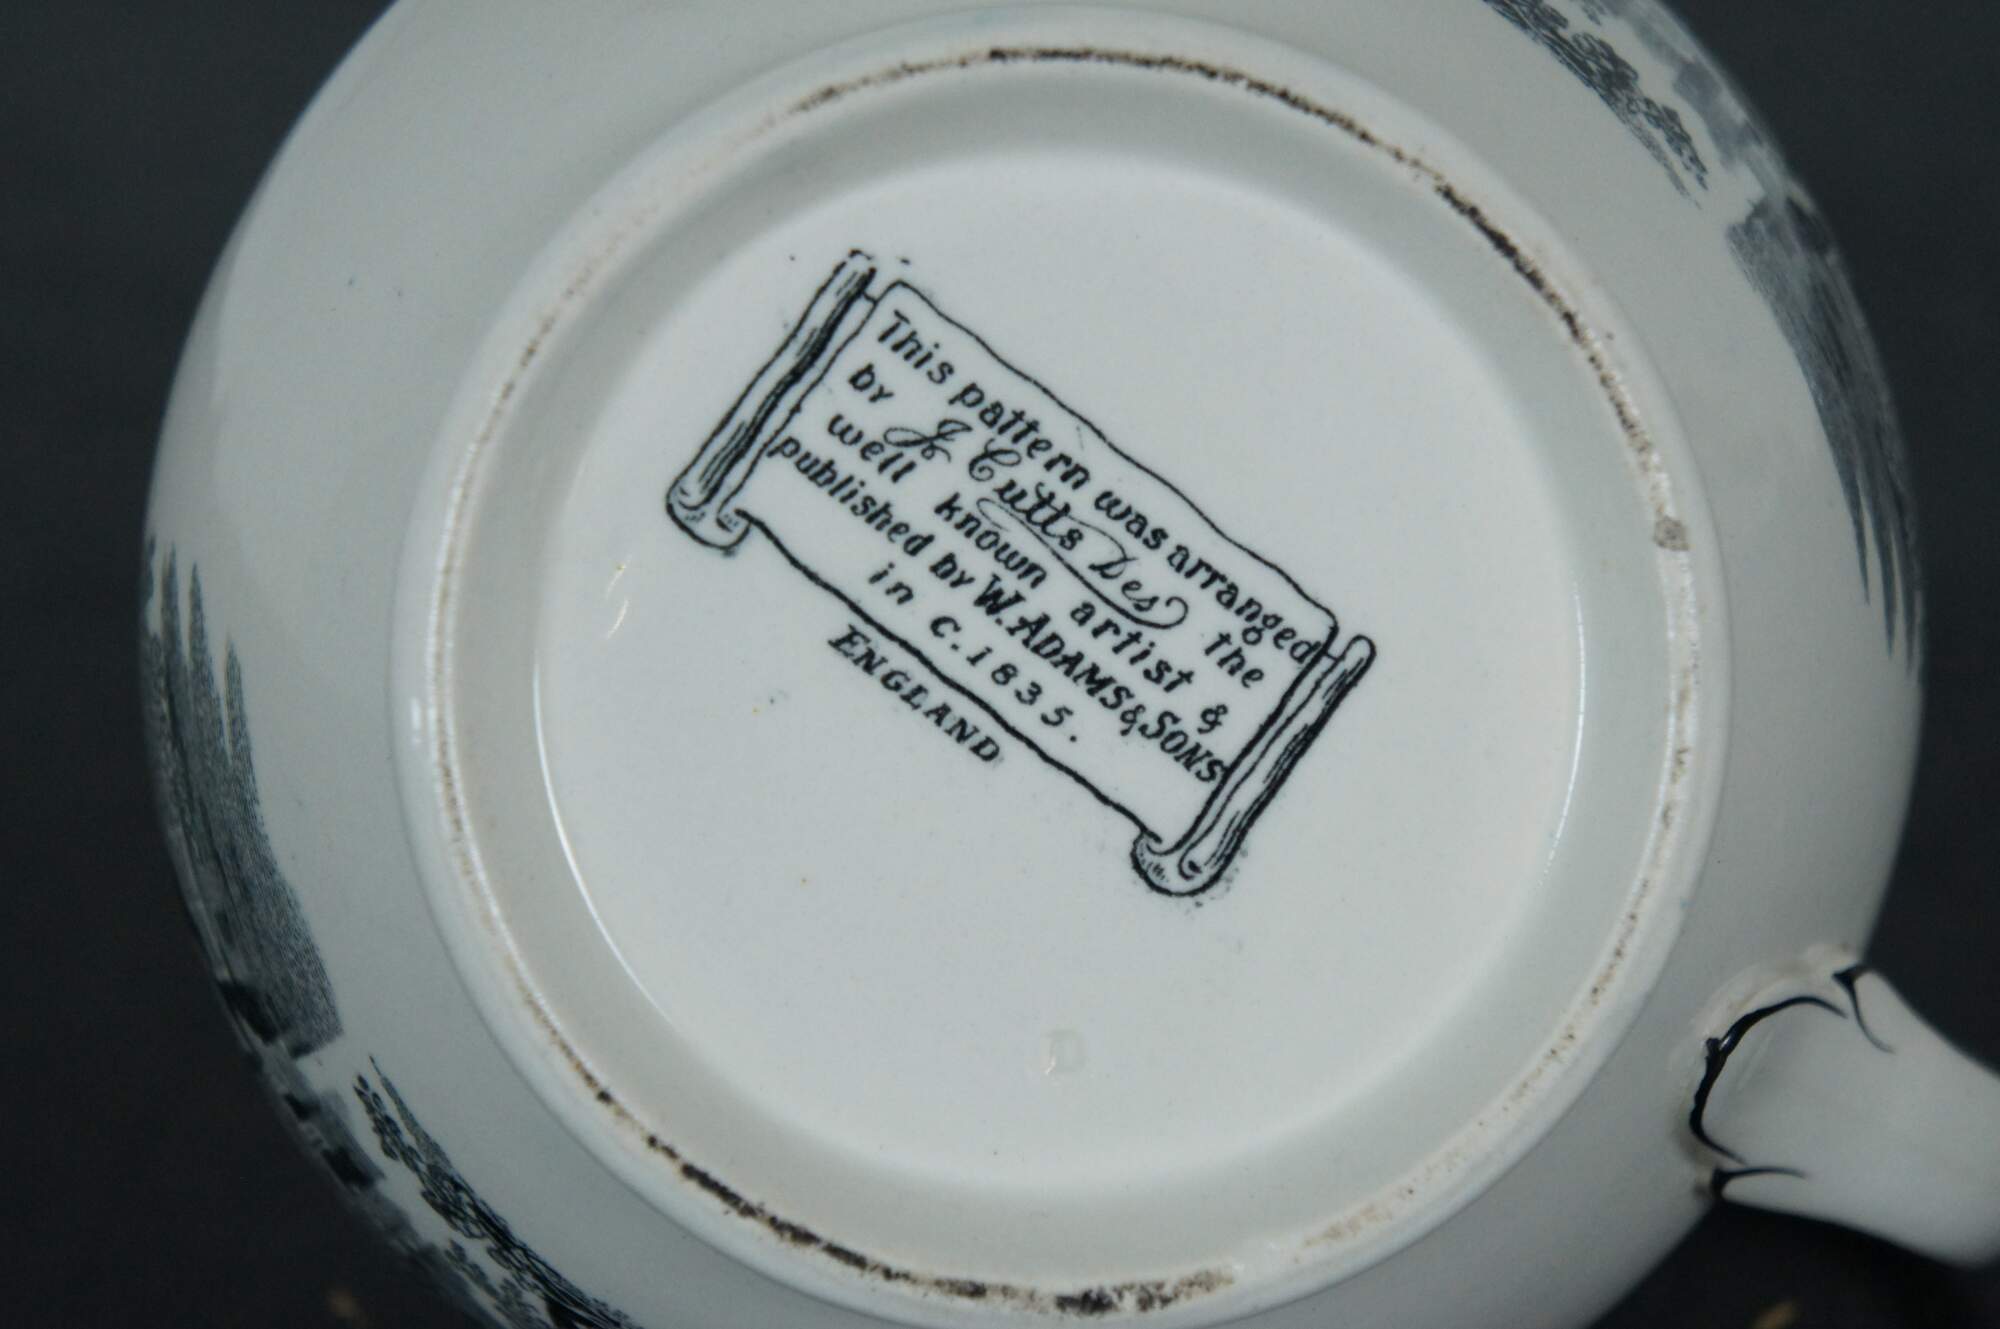 This pattern was arranged
by J Cutts Des the
well known artist &
published by W. ADAMS & SONS
in C. 1835.
ENGLAND
D